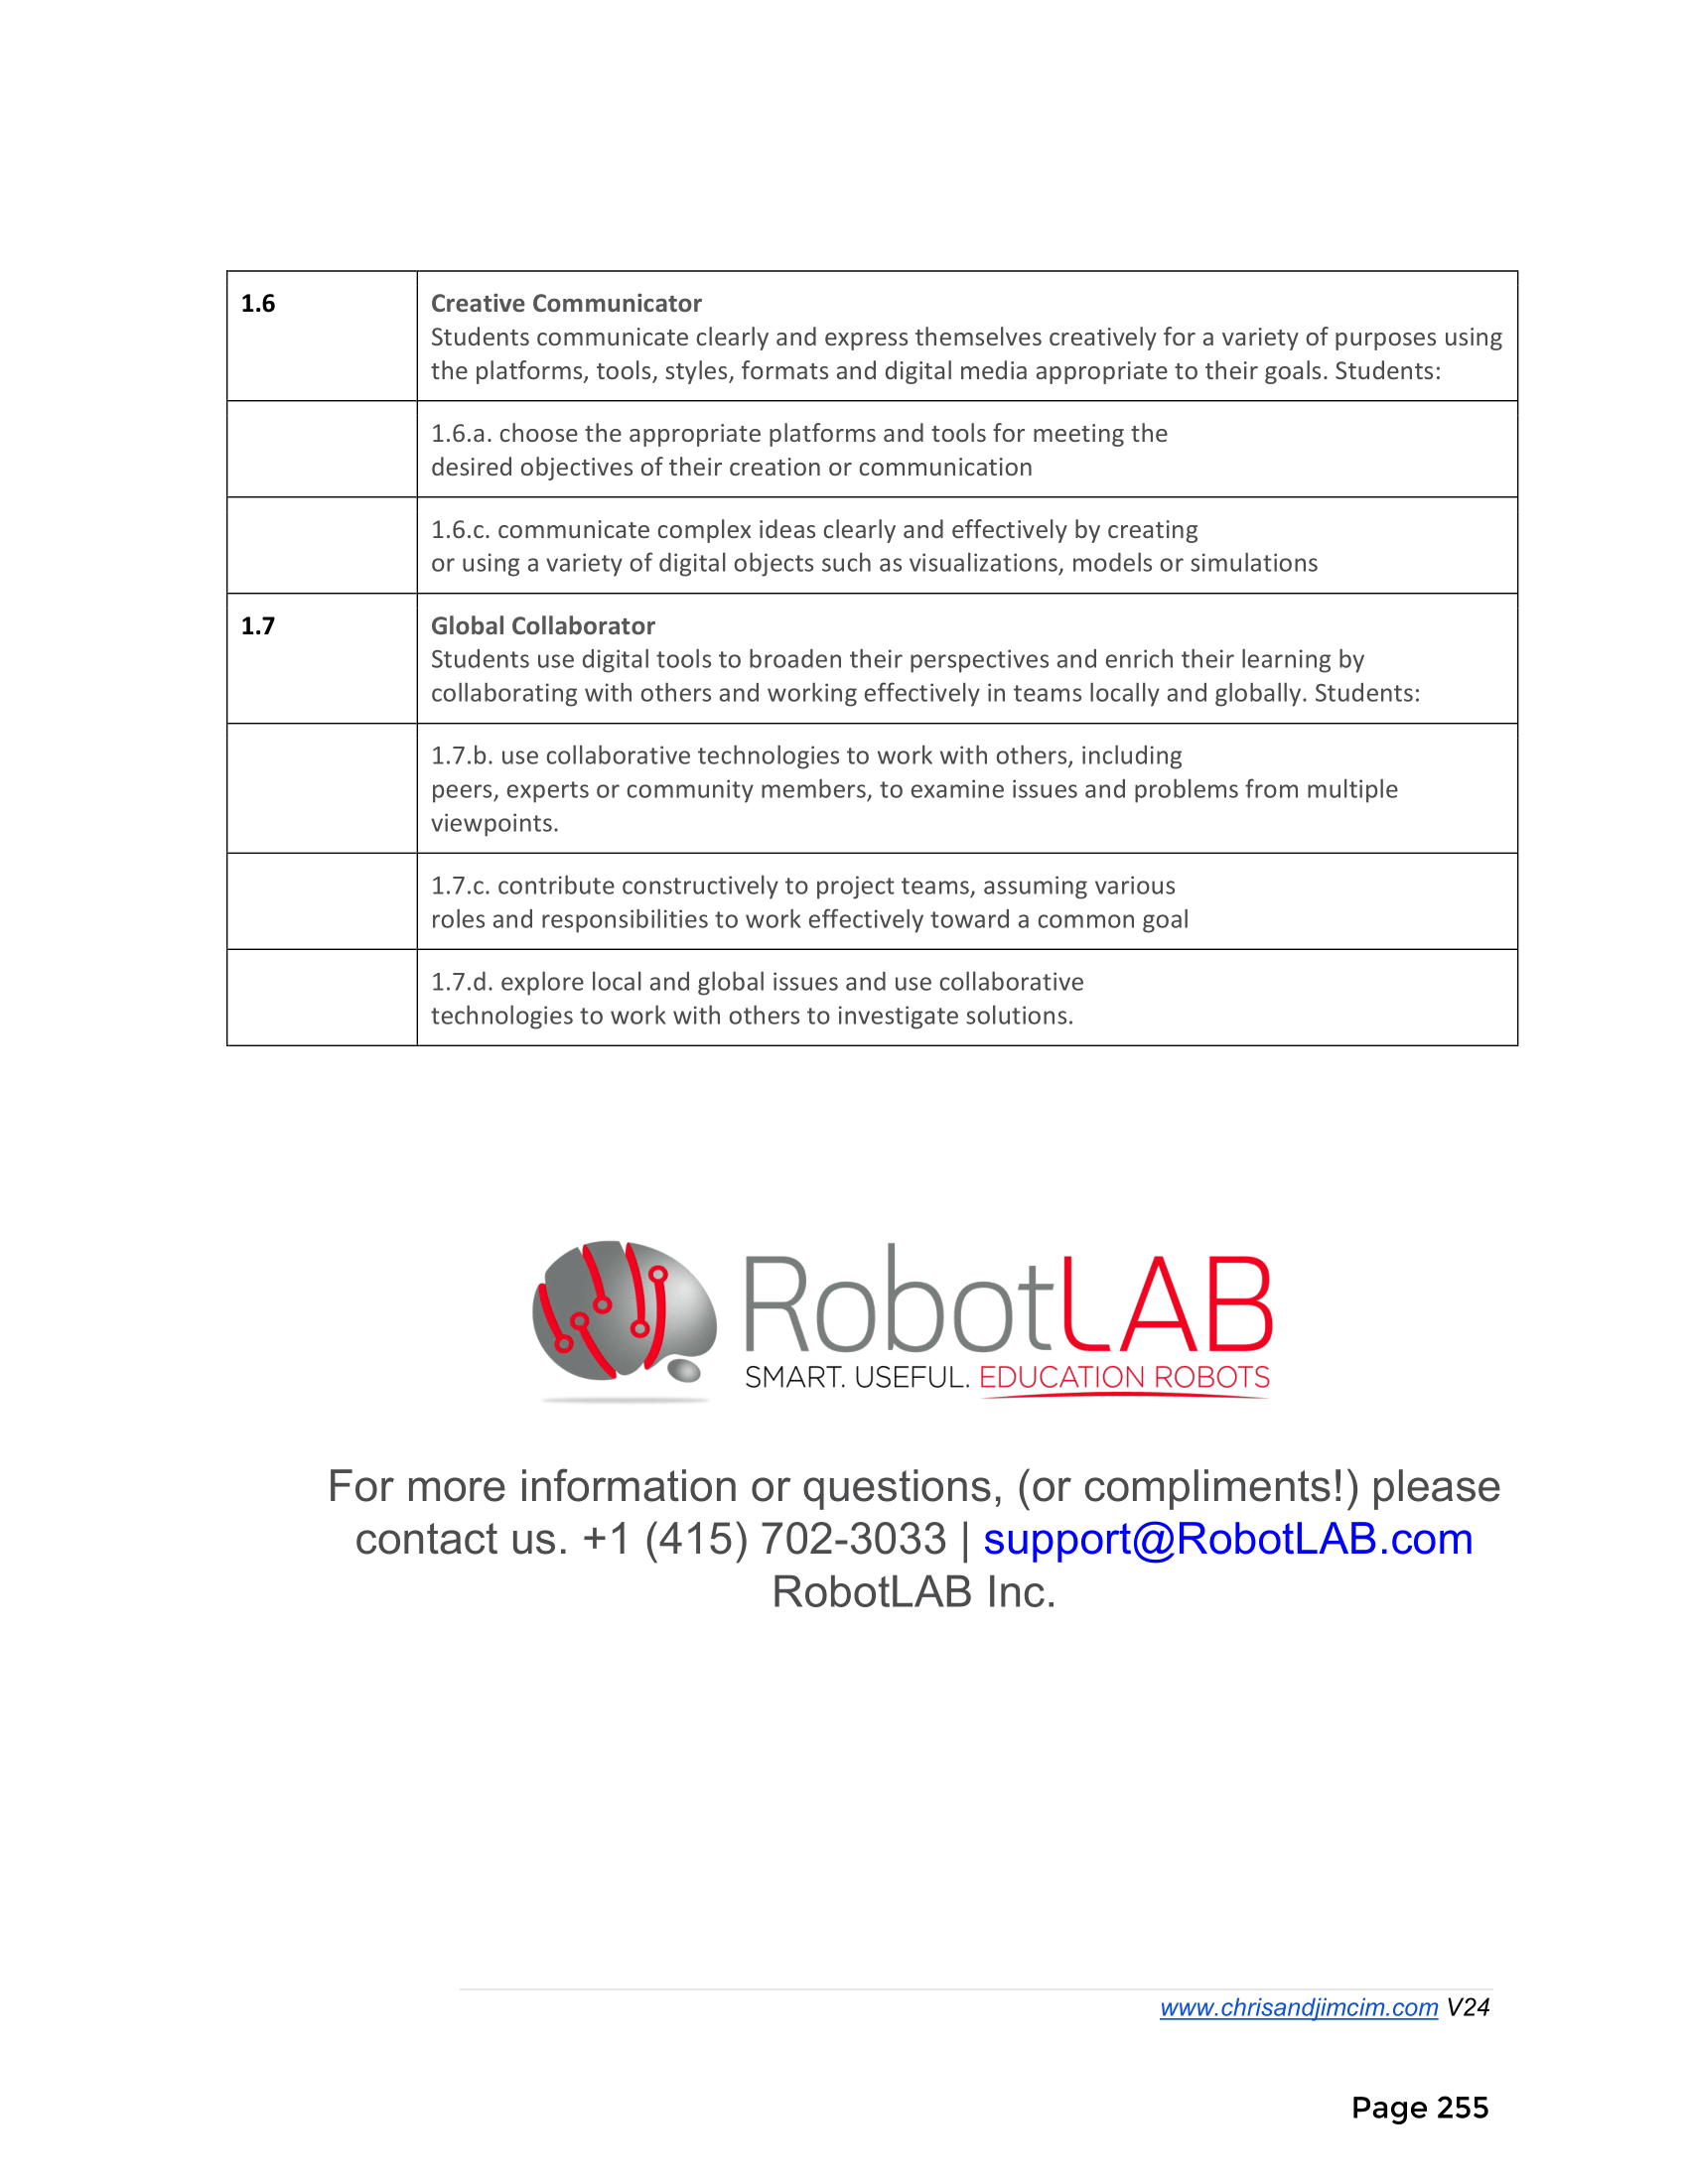 1.6
Creative Communicator
Students communicate clearly and express themselves creatively for a variety of purposes using
the platforms, tools, styles, formats and digital media appropriate to their goals. Students:
1.6.a. choose the appropriate platforms and tools for meeting the
desired objectives of their creation or communication
1.6.c. communicate complex ideas clearly and effectively by creating
or using a variety of digital objects such as visualizations, models or simulations
1.7
Global Collaborator
Students use digital tools to broaden their perspectives and enrich their learning by
collaborating with others and working effectively in teams locally and globally. Students:
1.7.b. use collaborative technologies to work with others, including
peers, experts or community members, to examine issues and problems from multiple
viewpoints.
1.7.c. contribute constructively to project teams, assuming various
roles and responsibilities to work effectively toward a common goal
1.7.d. explore local and global issues and use collaborative
technologies to work with others to investigate solutions.
RobotLAB
SMART. USEFUL. EDUCATION ROBOTS
For more information or questions, (or compliments!) please
contact us. +1 (415) 702-3033 | support@RobotLAB.com
RobotLAB Inc.
www.chrisandjimcim.com V24
Page 255